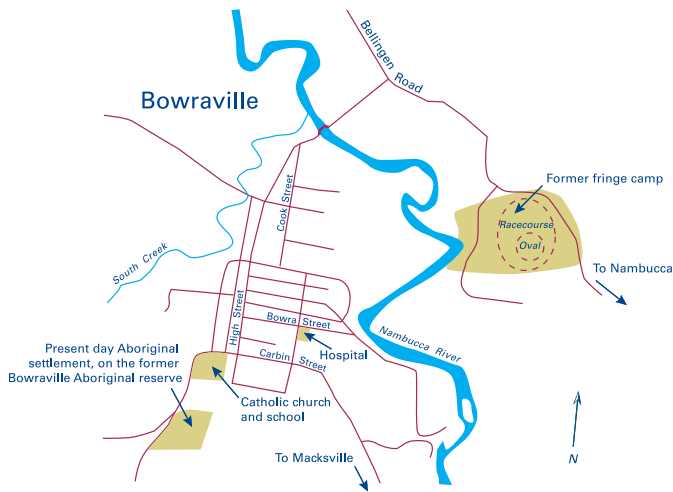 Bellingen Road
Bowraville
Former fringe camp
Cook Street
Racecourse
Oval
South Creek
To Nambucca
High Street
Bowra Street
Nambucca River
Present day Aboriginal
settlement, on the former
Bowraville Aboriginal reserve
Hospital
Carbin Street
Catholic church
and school
To Macksville
N